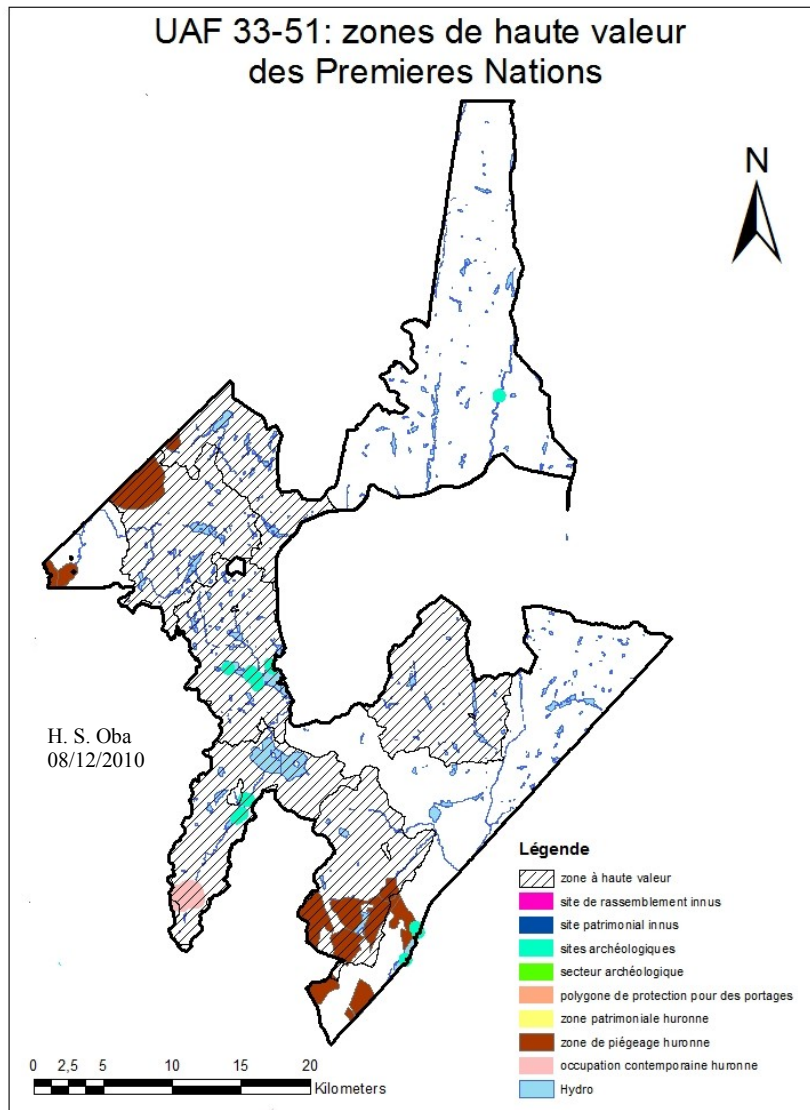 UAF 33-51: zones de haute valeur
des Premieres Nations
N
H. S. Oba
08/12/2010
Légende
zone à haute valeur
site de rassemblement innus
site patrimonial innus
sites archéologiques
secteur archéologique
polygone de protection pour des portages
zone patrimoniale huronne
zone de piégeage huronne
occupation contemporaine huronne
Hydro
0 2,5 5 10 15 20
Kilometers